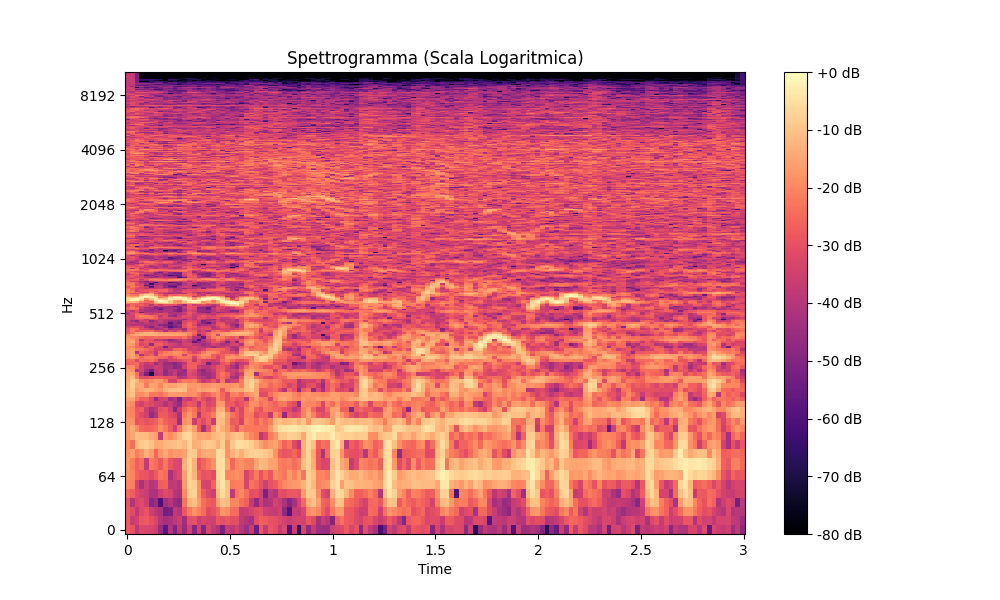 Spettrogramma (Scala Logaritmica)
8192
4096
2048
1024
512
256
128
64
0
Hz
0
0.5
1
1.5
2
2.5
3
Time
+0 dB
-10 dB
-20 dB
-30 dB
-40 dB
-50 dB
-60 dB
-70 dB
-80 dB